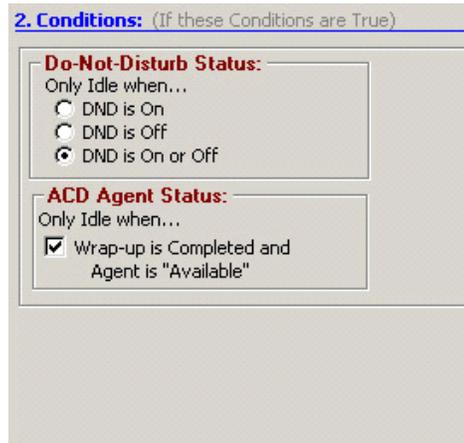 2. Conditions: (If these Conditions are True)
Do-Not-Disturb Status:
Only Idle when...
DND is On
DND is Off
DND is On or Off
ACD Agent Status:
Only Idle when...
Wrap-up is Completed and
Agent is "Available"